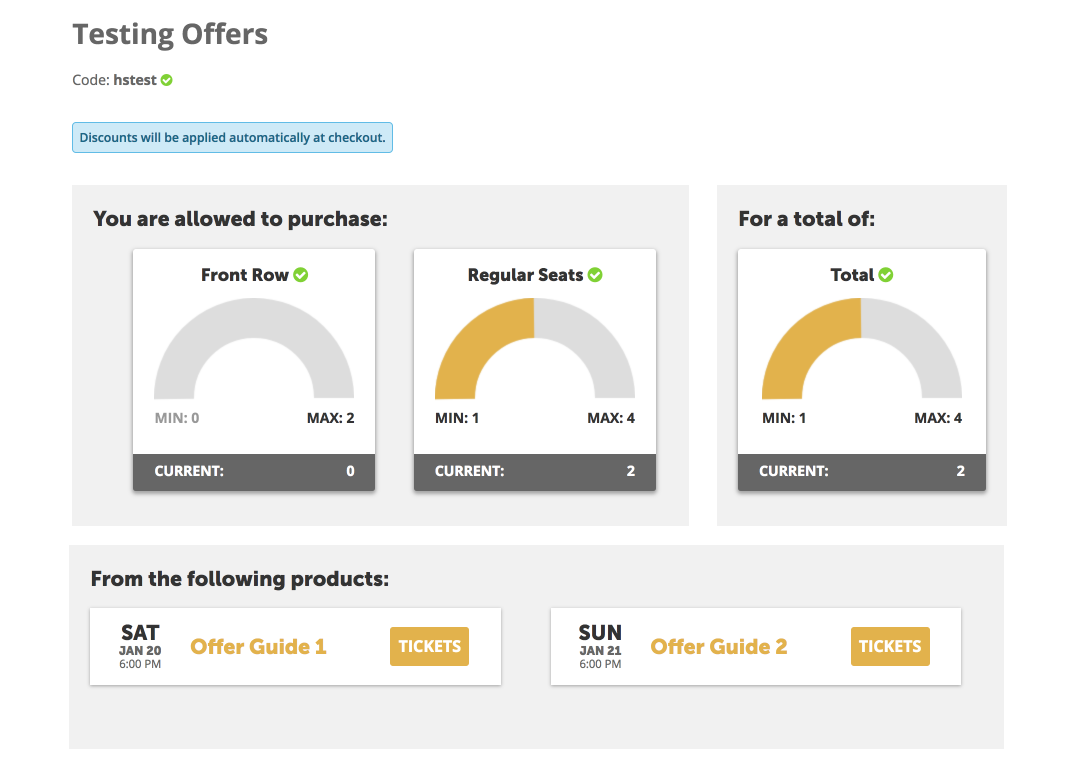 Testing Offers
Code: hstest
Discounts will be applied automatically at checkout.
You are allowed to purchase:
Front Row
MIN: 0 MAX: 2
CURRENT: 0
Regular Seats
MIN: 1 MAX: 4
CURRENT: 2
For a total of:
Total
MIN: 1 MAX: 4
CURRENT: 2
From the following products:
SAT
JAN 20
6:00 PM
Offer Guide 1
TICKETS
SUN
JAN 21
6:00 PM
Offer Guide 2
TICKETS